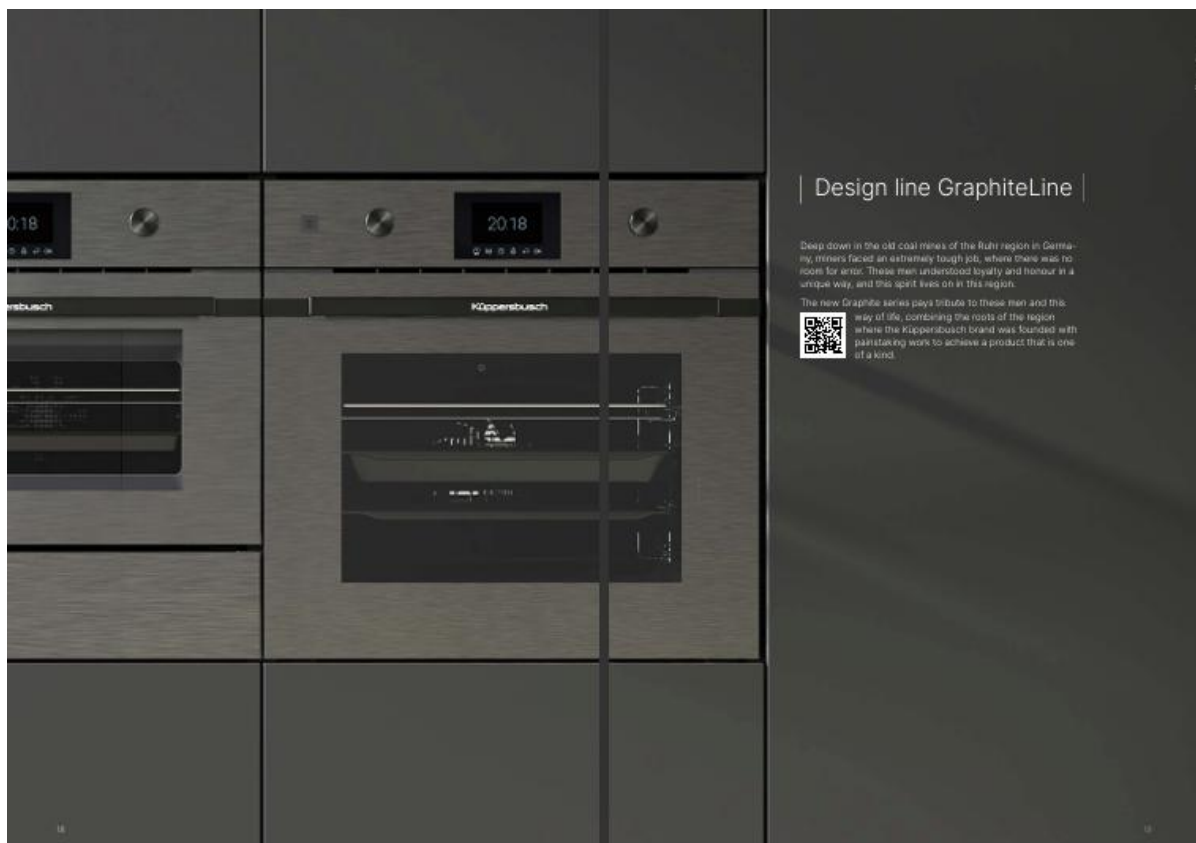 Design line GraphiteLine
Deep down in the old coal mines of the Ruhr region in Germa-
ny, miners faced an extremely tough job, where there was no
room for error. These men understood loyalty and honour in a
unique way, and this spirit lives on in this region.
The new Graphite series pays tribute to these men and this
way of life, combining the roots of the region
where the Küppersbusch brand was founded with
painstaking work to achieve a product that is one
of a kind.
0:18
20:18
ersbusch
Küppersbusch